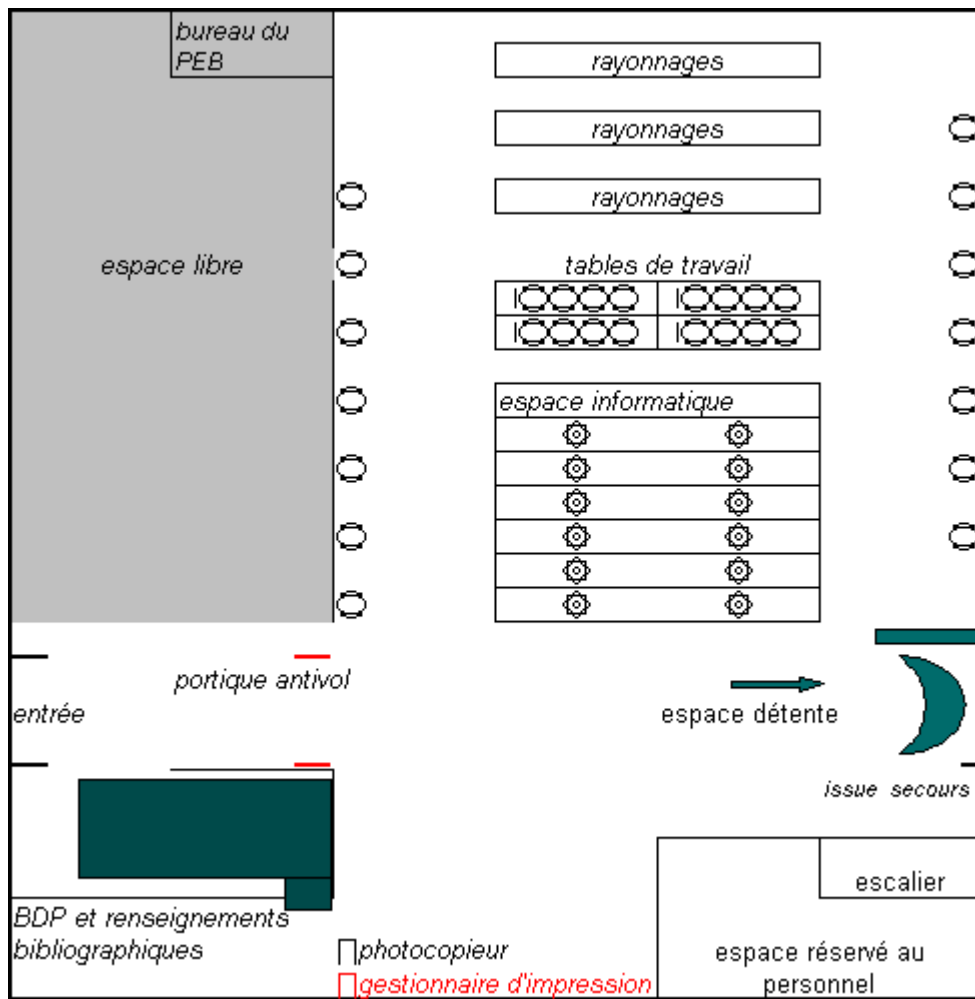 bureau du
PEB
rayonnages
rayonnages
rayonnages
espace libre
tables de travail
espace informatique
portique antivol
entrée
espace détente
issue secours
escalier
BDP et renseignements
bibliographiques
photocopieur
gestionnaire d'impression
espace réservé au
personnel